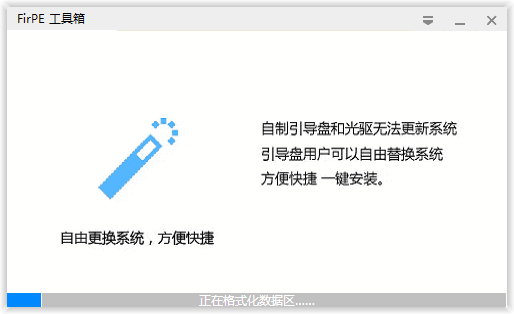 FirPE 工具箱
自制引导盘和光驱无法更新系统
引导盘用户可以自由替换系统
方便快捷 一键安装。
自由更换系统，方便快捷
正在格式化数据区......